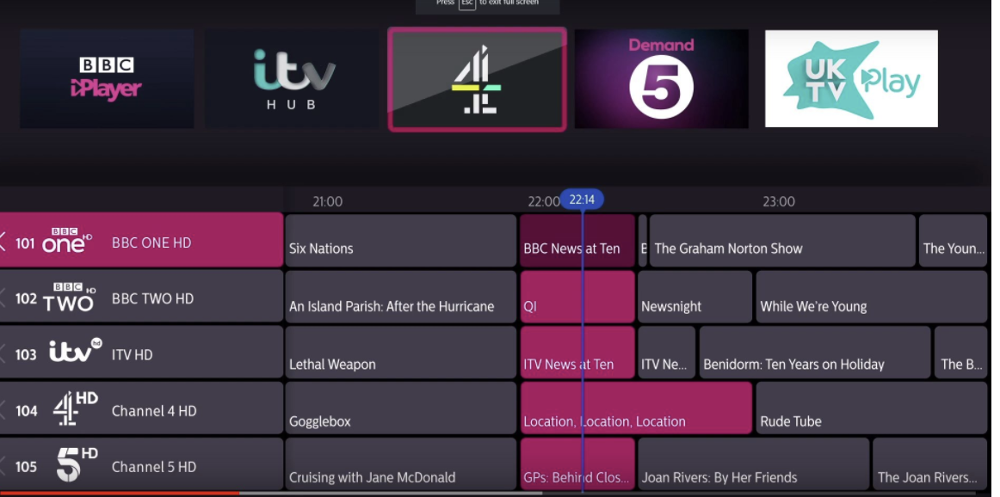 Press Esc to exit full screen
BBC
iPlayer
itv
HUB
4
Demand
5
UK
TV
Play
21:00
22:00
22:14
23:00
101
BBC
one HD
BBC ONE HD
Six Nations
BBC News at Ten
The Graham Norton Show
The Youn...
102
BBC HD
TWO
BBC TWO HD
An Island Parish: After the Hurricane
QI
Newsnight
While We're Young
103
itv hd
ITV HD
Lethal Weapon
ITV News at Ten
ITV Ne...
Benidorm: Ten Years on Holiday
The B...
104
4 HD
Channel 4 HD
Gogglebox
Location, Location, Location
Rude Tube
105
5 HD
Channel 5 HD
Cruising with Jane McDonald
GPs: Behind Clos...
Joan Rivers: By Her Friends
The Joan Rivers...